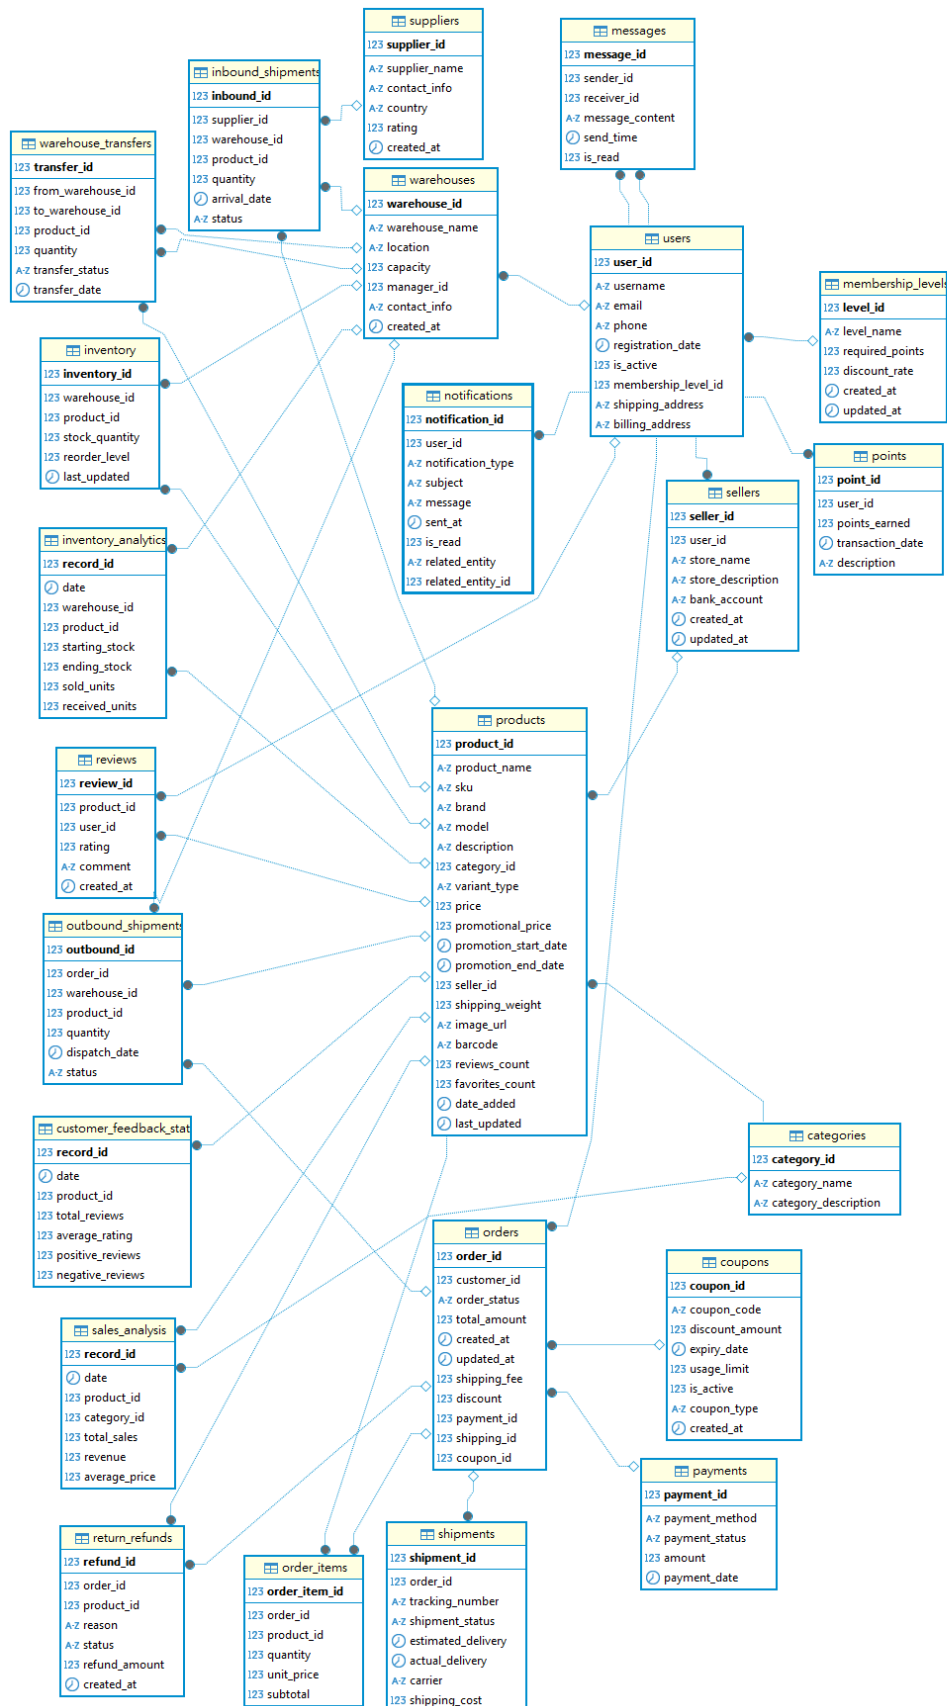 suppliers
123 supplier_id
A-Z supplier_name
A-Z contact_info
A-Z country
123 rating
created_at
messages
123 message_id
123 sender_id
123 receiver_id
A-Z message_content
send_time
123 is_read
inbound_shipments
123 inbound_id
123 supplier_id
123 warehouse_id
123 product_id
123 quantity
arrival_date
A-Z status
warehouse_transfers
123 transfer_id
123 from_warehouse_id
123 to_warehouse_id
123 product_id
123 quantity
A-Z transfer_status
transfer_date
warehouses
123 warehouse_id
A-Z warehouse_name
A-Z location
123 capacity
123 manager_id
A-Z contact_info
created_at
users
123 user_id
A-Z username
A-Z email
A-Z phone
registration_date
123 is_active
123 membership_level_id
A-Z shipping_address
A-Z billing_address
membership_levels
123 level_id
A-Z level_name
123 required_points
123 discount_rate
created_at
updated_at
inventory
123 inventory_id
123 warehouse_id
123 product_id
123 stock_quantity
123 reorder_level
last_updated
notifications
123 notification_id
123 user_id
A-Z notification_type
A-Z subject
A-Z message
sent_at
123 is_read
A-Z related_entity
123 related_entity_id
points
123 point_id
123 user_id
123 points_earned
transaction_date
A-Z description
sellers
123 seller_id
123 user_id
A-Z store_name
A-Z store_description
A-Z bank_account
created_at
updated_at
inventory_analytics
123 record_id
date
123 warehouse_id
123 product_id
123 starting_stock
123 ending_stock
123 sold_units
123 received_units
products
123 product_id
A-Z product_name
A-Z sku
A-Z brand
A-Z model
A-Z description
123 category_id
A-Z variant_type
123 price
123 promotional_price
promotion_start_date
promotion_end_date
123 seller_id
123 shipping_weight
A-Z image_url
A-Z barcode
123 reviews_count
123 favorites_count
date_added
last_updated
reviews
123 review_id
123 product_id
123 user_id
123 rating
A-Z comment
created_at
outbound_shipments
123 outbound_id
123 order_id
123 warehouse_id
123 product_id
123 quantity
dispatch_date
A-Z status
customer_feedback_stat
123 record_id
date
123 product_id
123 total_reviews
123 average_rating
123 positive_reviews
123 negative_reviews
categories
123 category_id
A-Z category_name
A-Z category_description
orders
123 order_id
123 customer_id
A-Z order_status
123 total_amount
created_at
updated_at
123 shipping_fee
123 discount
123 payment_id
123 shipping_id
123 coupon_id
coupons
123 coupon_id
A-Z coupon_code
123 discount_amount
expiry_date
123 usage_limit
123 is_active
A-Z coupon_type
created_at
sales_analysis
123 record_id
date
123 product_id
123 category_id
123 total_sales
123 revenue
123 average_price
payments
123 payment_id
A-Z payment_method
A-Z payment_status
123 amount
payment_date
return_refunds
123 refund_id
123 order_id
123 product_id
A-Z reason
A-Z status
123 refund_amount
created_at
order_items
123 order_item_id
123 order_id
123 product_id
123 quantity
123 unit_price
123 subtotal
shipments
123 shipment_id
123 order_id
A-Z tracking_number
A-Z shipment_status
estimated_delivery
actual_delivery
A-Z carrier
123 shipping_cost